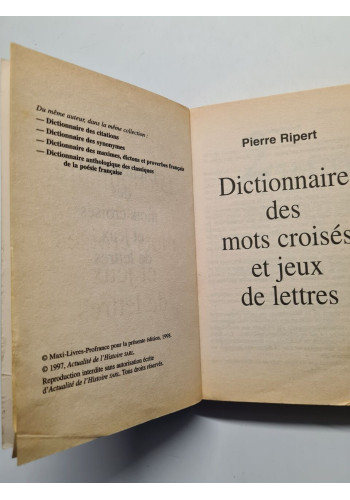 Du même auteur, dans la même collection :
— Dictionnaire des citations
— Dictionnaire des synonymes
— Dictionnaire des maximes, dictons et proverbes français
— Dictionnaire anthologique des classiques
de la poésie française
© Maxi-Livres-Profrance pour la présente édition, 1998.
© 1997, Actualité de l'Histoire SARL.
Reproduction interdite sans autorisation écrite
d'Actualité de l'Histoire SARL. Tous droits réservés.
Pierre Ripert
Dictionnaire
des
mots croisés
et jeux
de lettres